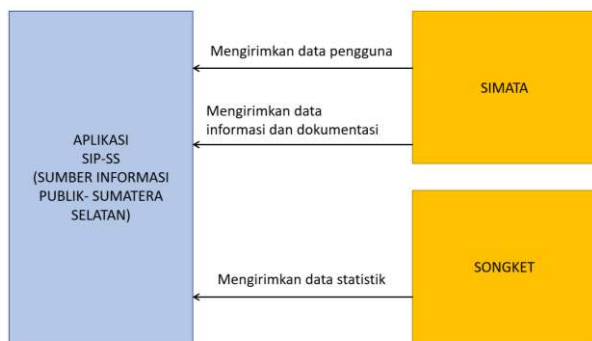 APLIKASI
SIP-SS
(SUMBER INFORMASI
PUBLIK- SUMATERA
SELATAN)
Mengirimkan data pengguna
Mengirimkan data
informasi dan dokumentasi
Mengirimkan data statistik
SIMATA
SONGKET